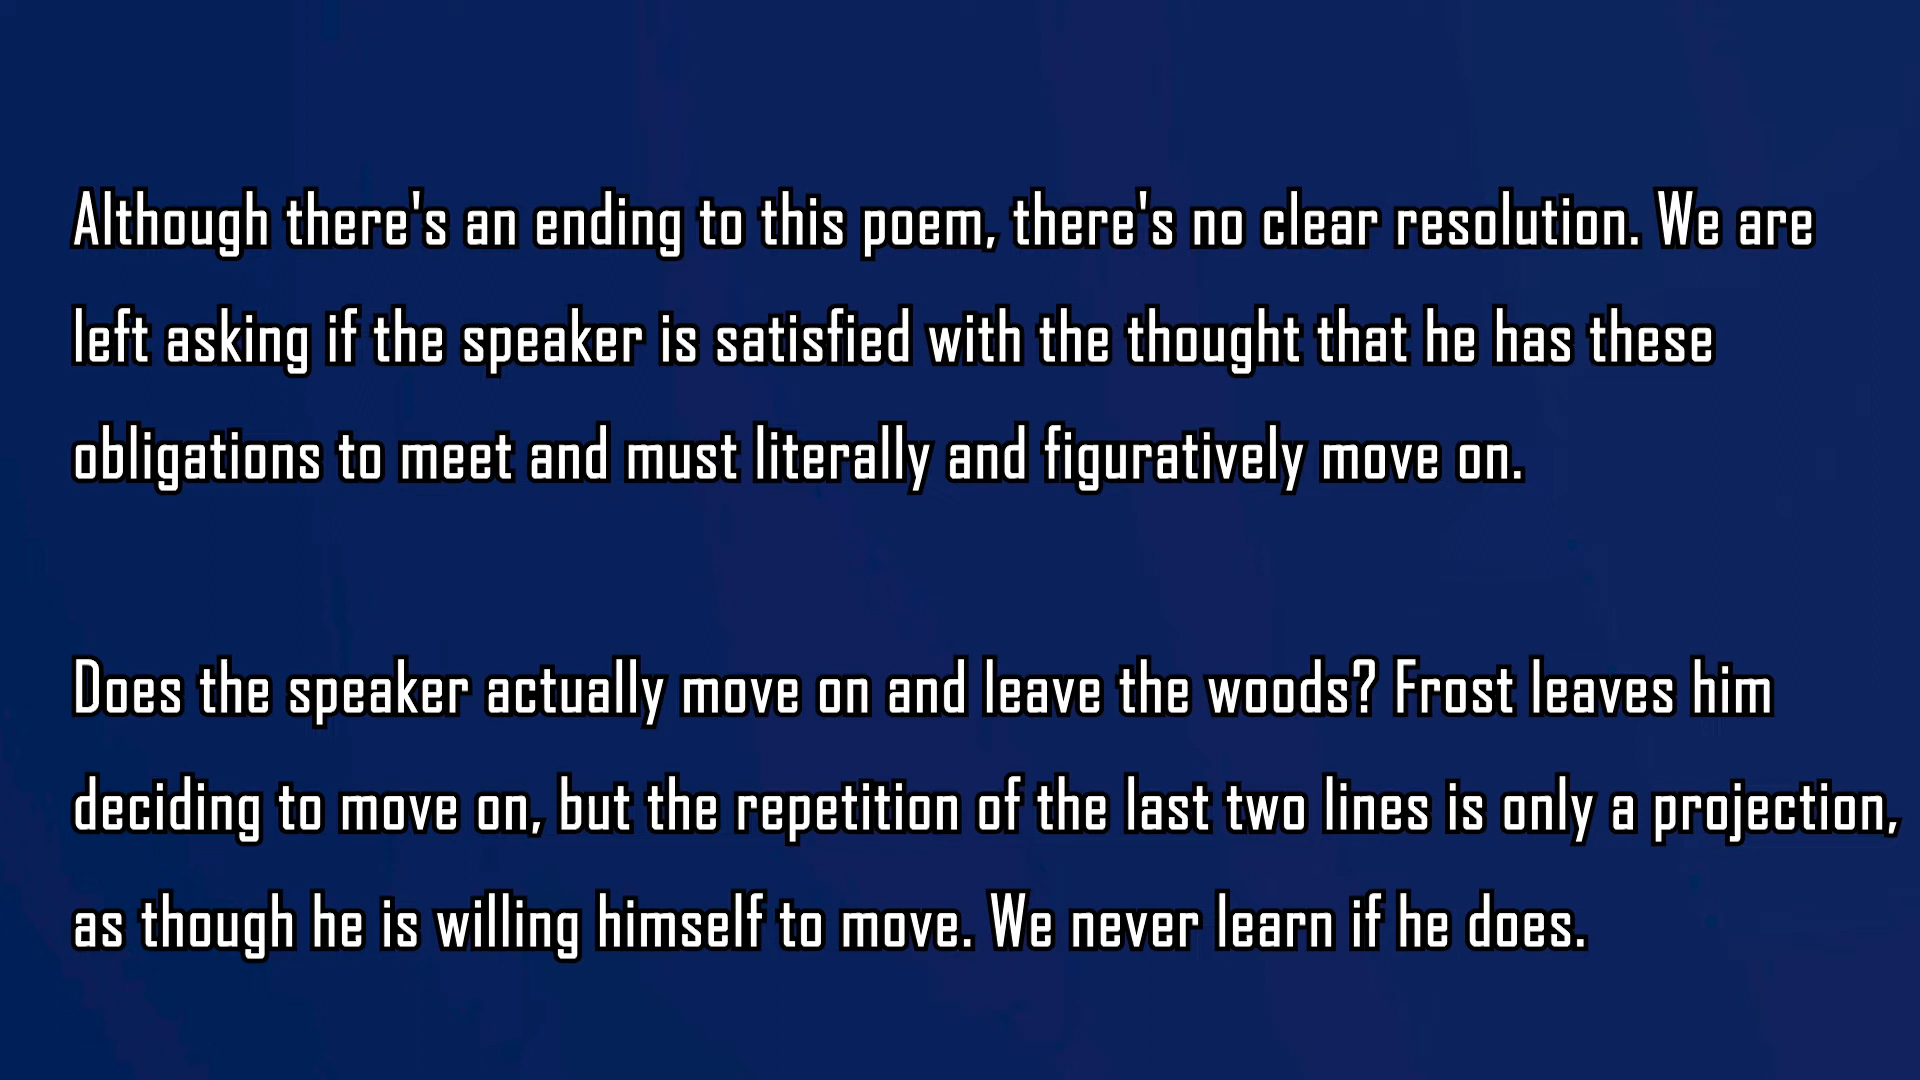 Although there's an ending to this poem, there's no clear resolution. We are
left asking if the speaker is satisfied with the thought that he has these
obligations to meet and must literally and figuratively move on.
Does the speaker actually move on and leave the woods? Frost leaves him
deciding to move on, but the repetition of the last two lines is only a projection,
as though he is willing himself to move. We never learn if he does.